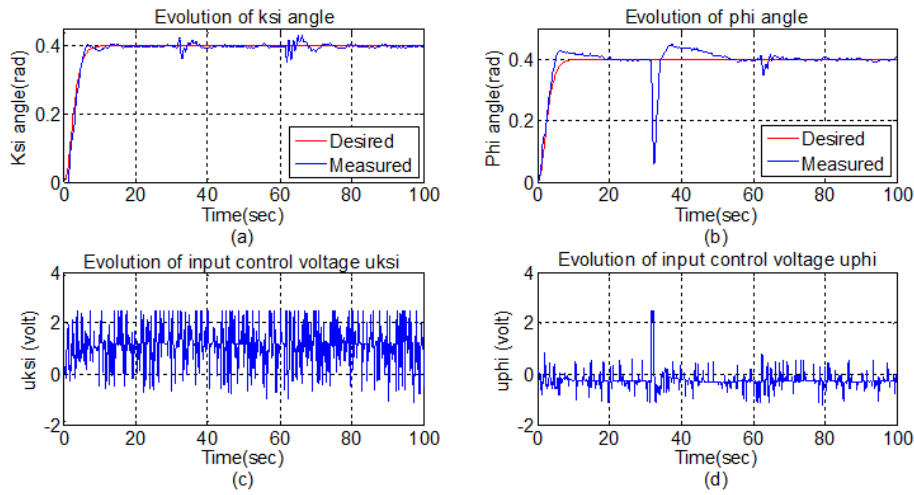 Evolution of ksi angle
Ksi angle(rad)
0.4
0.2
0
Desired
Measured
0 20 40 60 80 100
Time(sec)
(a)
Evolution of phi angle
Phi angle(rad)
0.4
0.2
0
Desired
Measured
0 20 40 60 80 100
Time(sec)
(b)
Evolution of input control voltage uksi
uksi (volt)
4
2
0
-2
0 20 40 60 80 100
Time(sec)
(c)
Evolution of input control voltage uphi
uphi (volt)
4
2
0
-2
0 20 40 60 80 100
Time(sec)
(d)